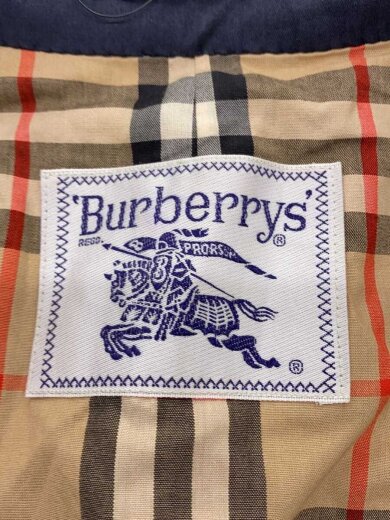 'Burberrys'
REGD.
®
PRORSUM
®